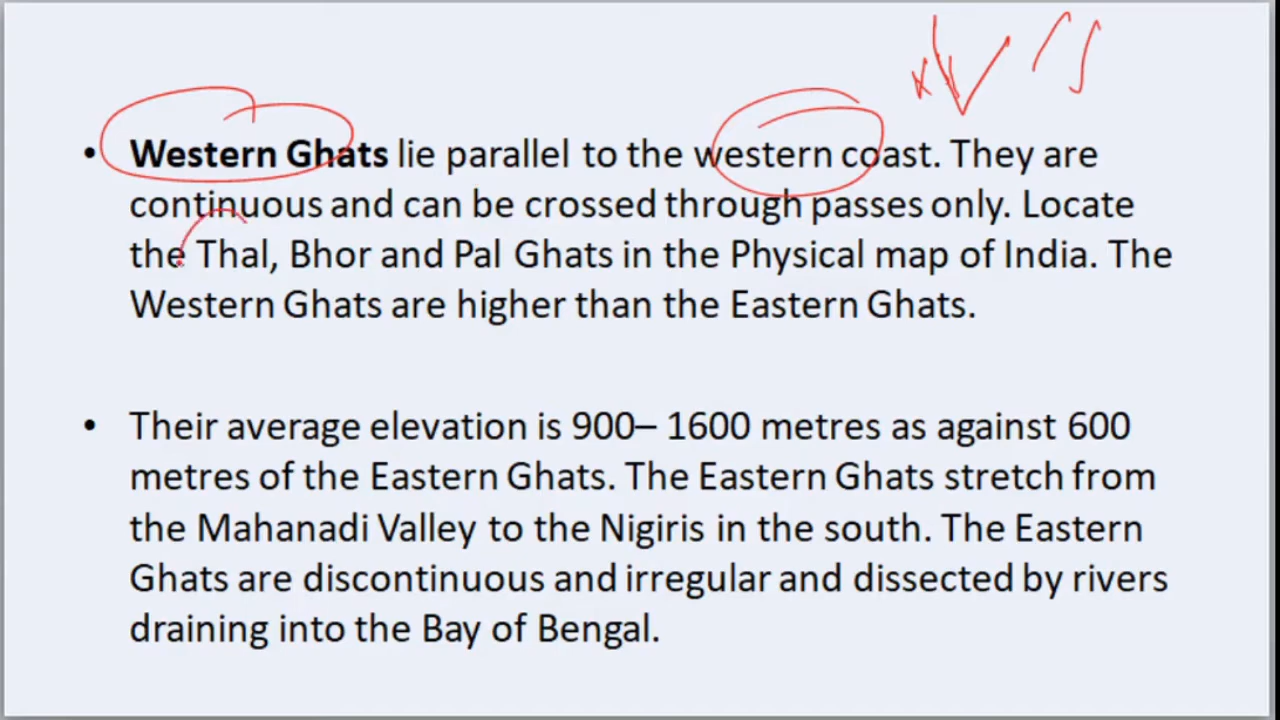 • Western Ghats lie parallel to the western coast. They are
continuous and can be crossed through passes only. Locate
the Thal, Bhor and Pal Ghats in the Physical map of India. The
Western Ghats are higher than the Eastern Ghats.
• Their average elevation is 900– 1600 metres as against 600
metres of the Eastern Ghats. The Eastern Ghats stretch from
the Mahanadi Valley to the Nigiris in the south. The Eastern
Ghats are discontinuous and irregular and dissected by rivers
draining into the Bay of Bengal.